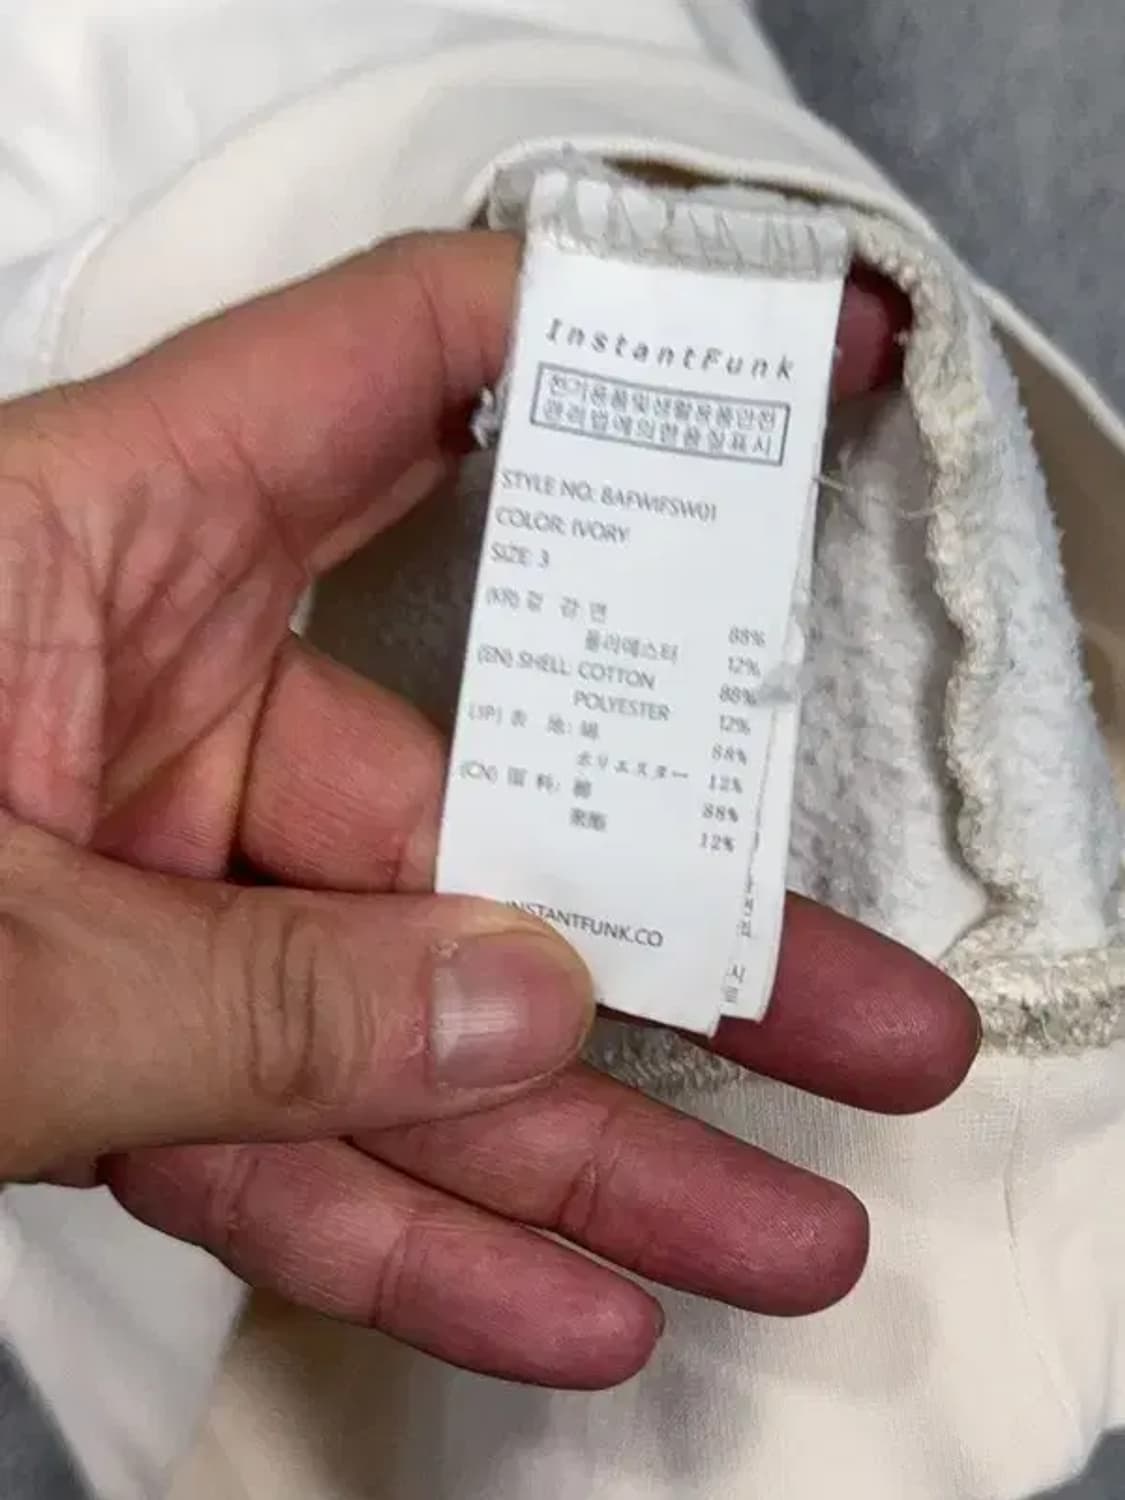 InstantFunk
전기용품및생활용품안전
관리법에의한품질표시
STYLE NO: 8AFWIFSW01
COLOR: IVORY
SIZE: 3
(KR) 겉 감 면 88%
폴리에스터 12%
(EN) SHELL: COTTON 88%
POLYESTER 12%
(JP) 表 地: 綿 88%
ポリエステル 12%
(CN) 面 料: 棉 88%
聚酯 12%
INSTANTFUNK.CO